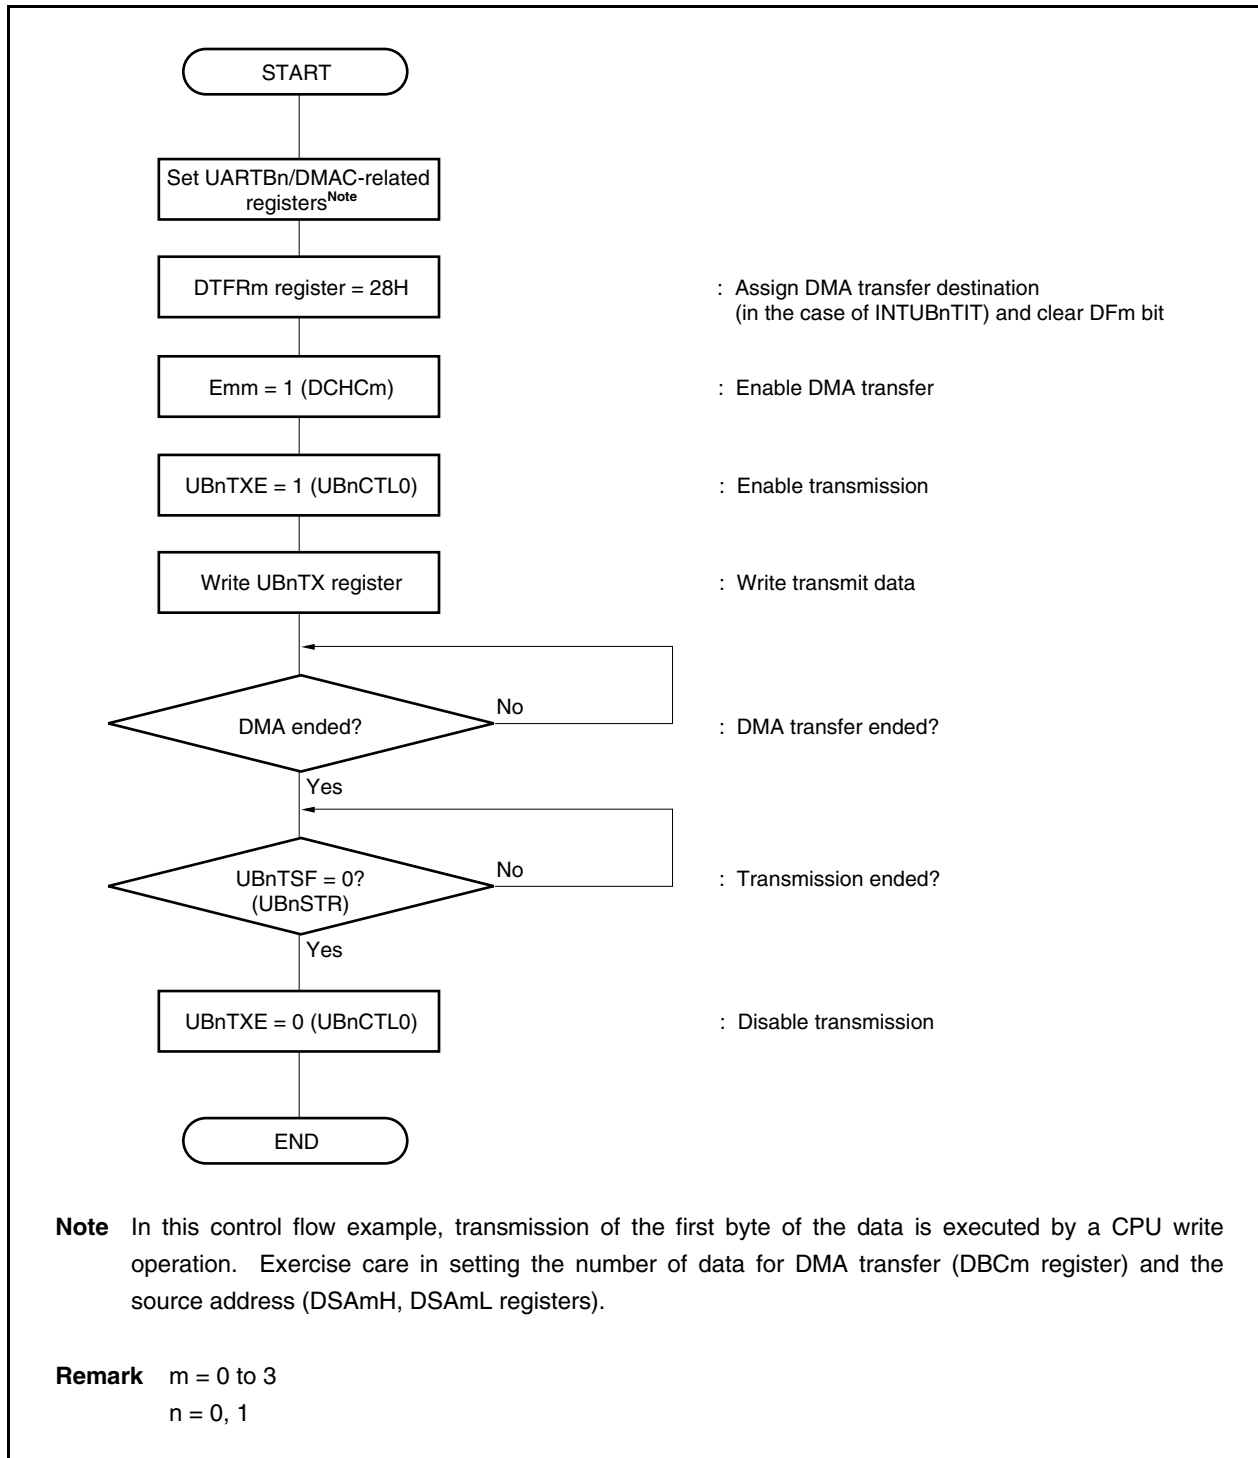 START
Set UARTBn/DMAC-related
registersNote
DTFRm register = 28H
: Assign DMA transfer destination
(in the case of INTUBnTIT) and clear DFm bit
Emm = 1 (DCHCm)
: Enable DMA transfer
UBnTXE = 1 (UBnCTL0)
: Enable transmission
Write UBnTX register
: Write transmit data
DMA ended?
No
: DMA transfer ended?
Yes
UBnTSF = 0?
(UBnSTR)
No
: Transmission ended?
Yes
UBnTXE = 0 (UBnCTL0)
: Disable transmission
END
Note In this control flow example, transmission of the first byte of the data is executed by a CPU write
operation. Exercise care in setting the number of data for DMA transfer (DBCm register) and the
source address (DSAmH, DSAmL registers).
Remark m = 0 to 3
n = 0, 1